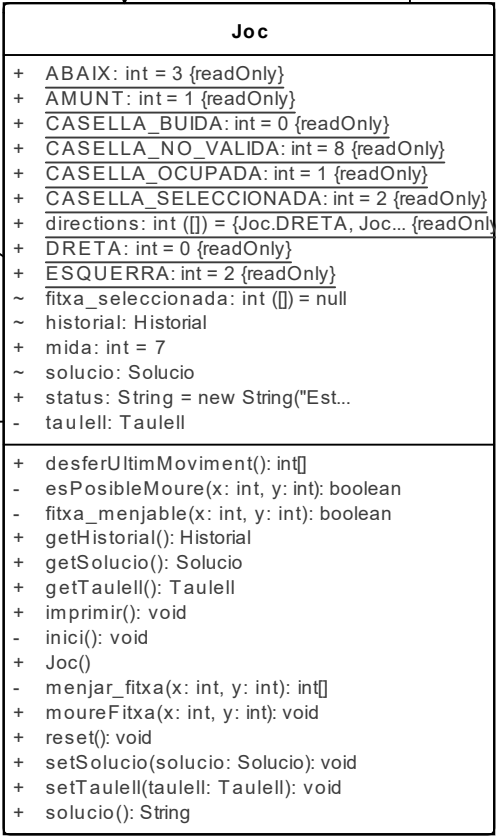 Joc
+ ABAIX: int = 3 {readOnly}
+ AMUNT: int = 1 {readOnly}
+ CASELLA_BUIDA: int = 0 {readOnly}
+ CASELLA_NO_VALIDA: int = 8 {readOnly}
+ CASELLA_OCUPADA: int = 1 {readOnly}
+ CASELLA_SELECCIONADA: int = 2 {readOnly}
+ directions: int ([]) = {Joc.DRETA, Joc... {readOnly
+ DRETA: int = 0 {readOnly}
+ ESQUERRA: int = 2 {readOnly}
~ fitxa_seleccionada: int ([]) = null
~ historial: Historial
+ mida: int = 7
~ solucio: Solucio
+ status: String = new String("Est...
- taulell: Taulell
+ desferUltimMoviment(): int[]
- esPosibleMoure(x: int, y: int): boolean
- fitxa_menjable(x: int, y: int): boolean
+ getHistorial(): Historial
+ getSolucio(): Solucio
+ getTaulell(): Taulell
+ imprimir(): void
- inici(): void
+ Joc()
- menjar_fitxa(x: int, y: int): int[]
+ moureFitxa(x: int, y: int): void
+ reset(): void
+ setSolucio(solucio: Solucio): void
+ setTaulell(taulell: Taulell): void
+ solucio(): String